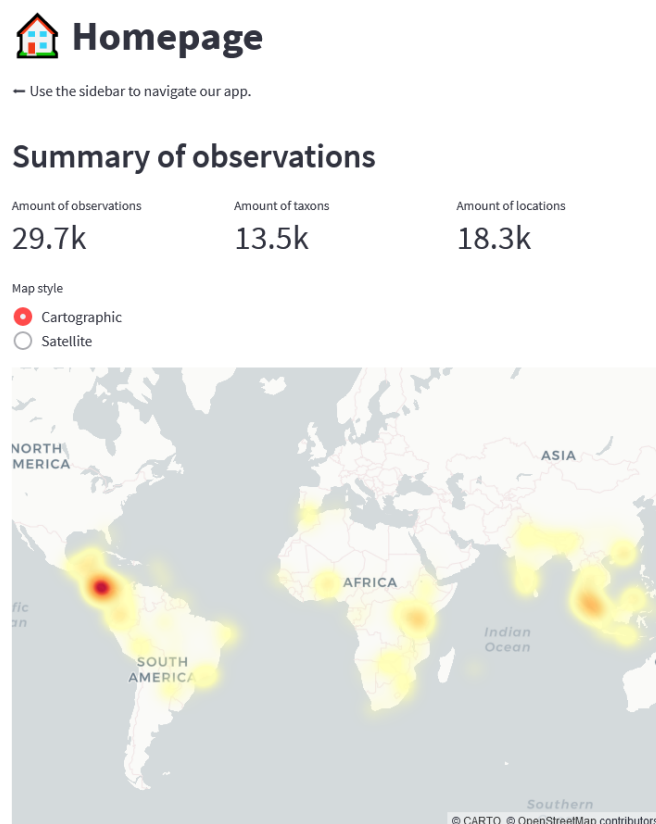 Homepage
Use the sidebar to navigate our app.
Summary of observations
Amount of observations
Amount of taxons
Amount of locations
29.7k
13.5k
18.3k
Map style
Cartographic
Satellite
NORTH
MERICA
ASIA
AFRICA
fic
an
Indian
Ocean
SOUTH
AMERICA
Southern
© CARTO, © OpenStreetMap contributors